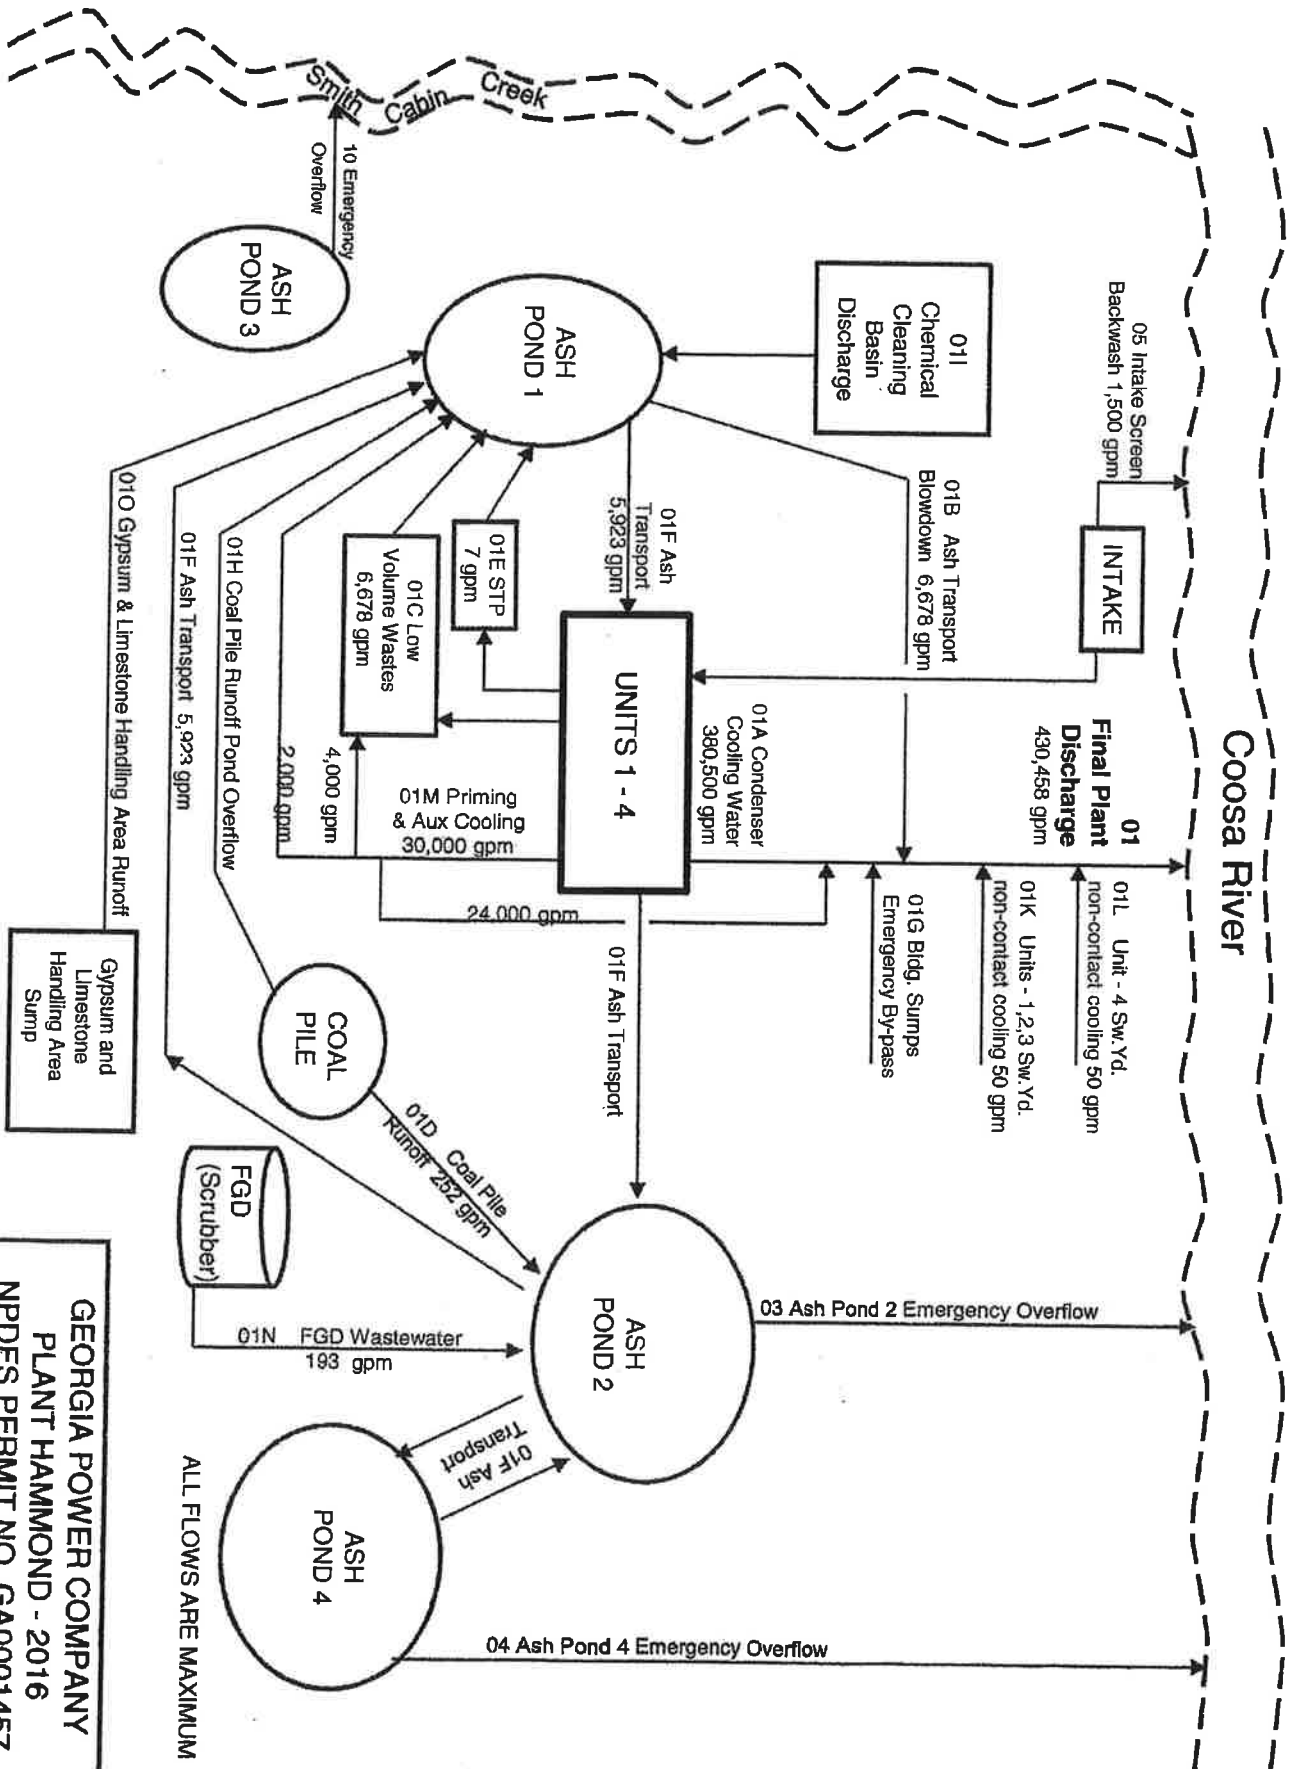 Coosa River
Smith Cabin Creek
05 Intake Screen
Backwash 1,500 gpm
INTAKE
01
Final Plant
Discharge
430,458 gpm
01L Unit - 4 Sw.Yd.
non-contact cooling 50 gpm
01K Units - 1,2,3 Sw.Yd.
non-contact cooling 50 gpm
01G Bldg. Sumps
Emergency By-pass
01I
Chemical
Cleaning
Basin
Discharge
01B Ash Transport
Blowdown 6,678 gpm
01A Condenser
Cooling Water
380,500 gpm
10 Emergency
Overflow
ASH
POND 3
ASH
POND 1
01F Ash
Transport
5,923 gpm
UNITS 1 - 4
01F Ash Transport
01E STP
7 gpm
01C Low
Volume Wastes
6,678 gpm
01M Priming
& Aux Cooling
30,000 gpm
24,000 gpm
4,000 gpm
2,000 gpm
01H Coal Pile Runoff Pond Overflow
01F Ash Transport 5,923 gpm
01O Gypsum & Limestone Handling Area Runoff
Gypsum and
Limestone
Handling Area
Sump
COAL
PILE
01D Coal Pile
Runoff 252 gpm
FGD
(Scrubber)
01N FGD Wastewater
193 gpm
ASH
POND 2
03 Ash Pond 2 Emergency Overflow
01F Ash
Transport
ASH
POND 4
04 Ash Pond 4 Emergency Overflow
ALL FLOWS ARE MAXIMUM
GEORGIA POWER COMPANY
PLANT HAMMOND - 2016
NPDES PERMIT NO. GA0001457